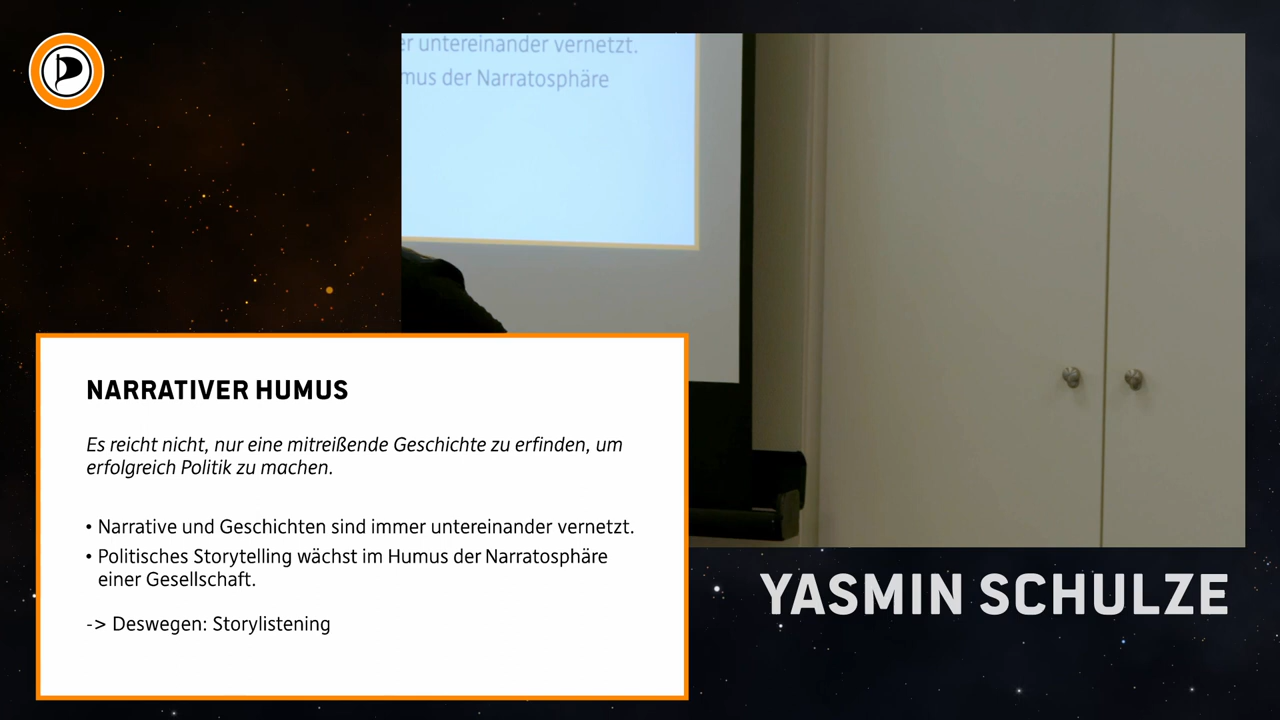 er untereinander vernetzt.
mus der Narratosphäre
NARRATIVER HUMUS
Es reicht nicht, nur eine mitreißende Geschichte zu erfinden, um
erfolgreich Politik zu machen.
• Narrative und Geschichten sind immer untereinander vernetzt.
• Politisches Storytelling wächst im Humus der Narratosphäre
einer Gesellschaft.
-> Deswegen: Storylistening
YASMIN SCHULZE